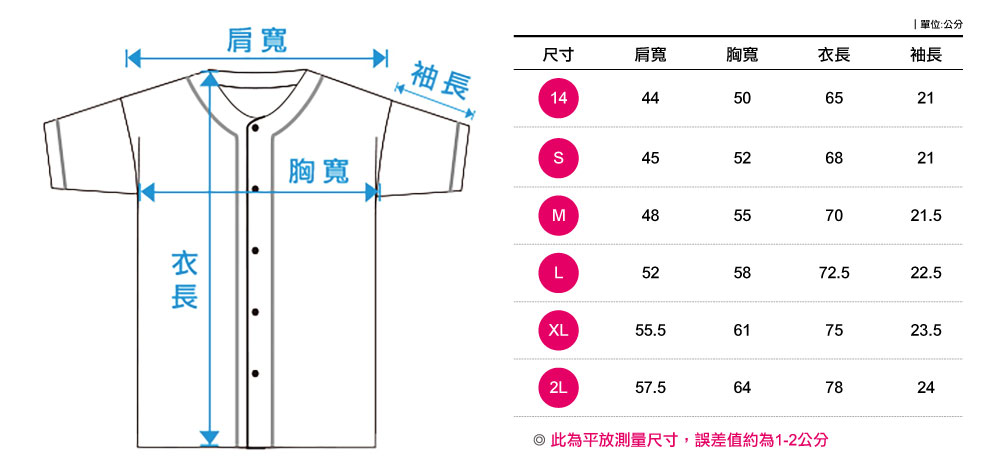 肩寬
袖長
胸寬
衣長
|單位:公分
尺寸 肩寬 胸寬 衣長 袖長
14 44 50 65 21
S 45 52 68 21
M 48 55 70 21.5
L 52 58 72.5 22.5
XL 55.5 61 75 23.5
2L 57.5 64 78 24
◎ 此為平放測量尺寸，誤差值約為1-2公分